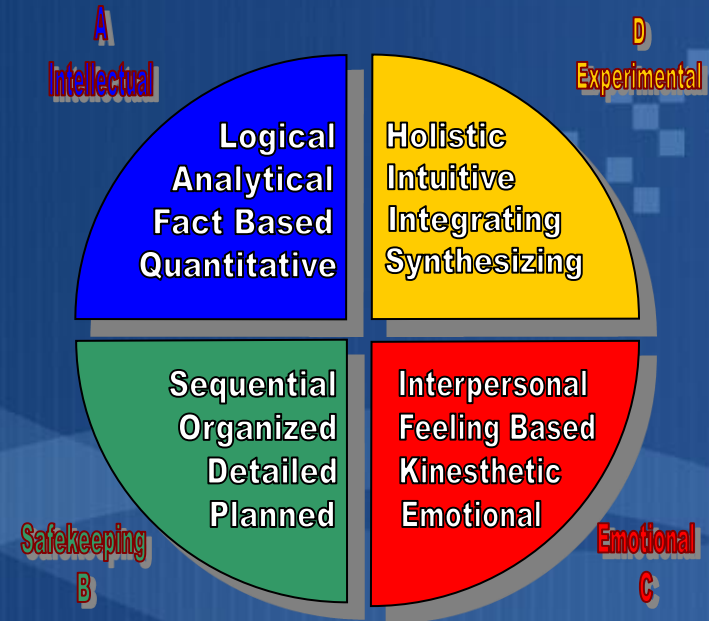 A
Intellectual
Logical
Analytical
Fact Based
Quantitative
D
Experimental
Holistic
Intuitive
Integrating
Synthesizing
Sequential
Organized
Detailed
Planned
Safekeeping
B
Interpersonal
Feeling Based
Kinesthetic
Emotional
Emotional
C